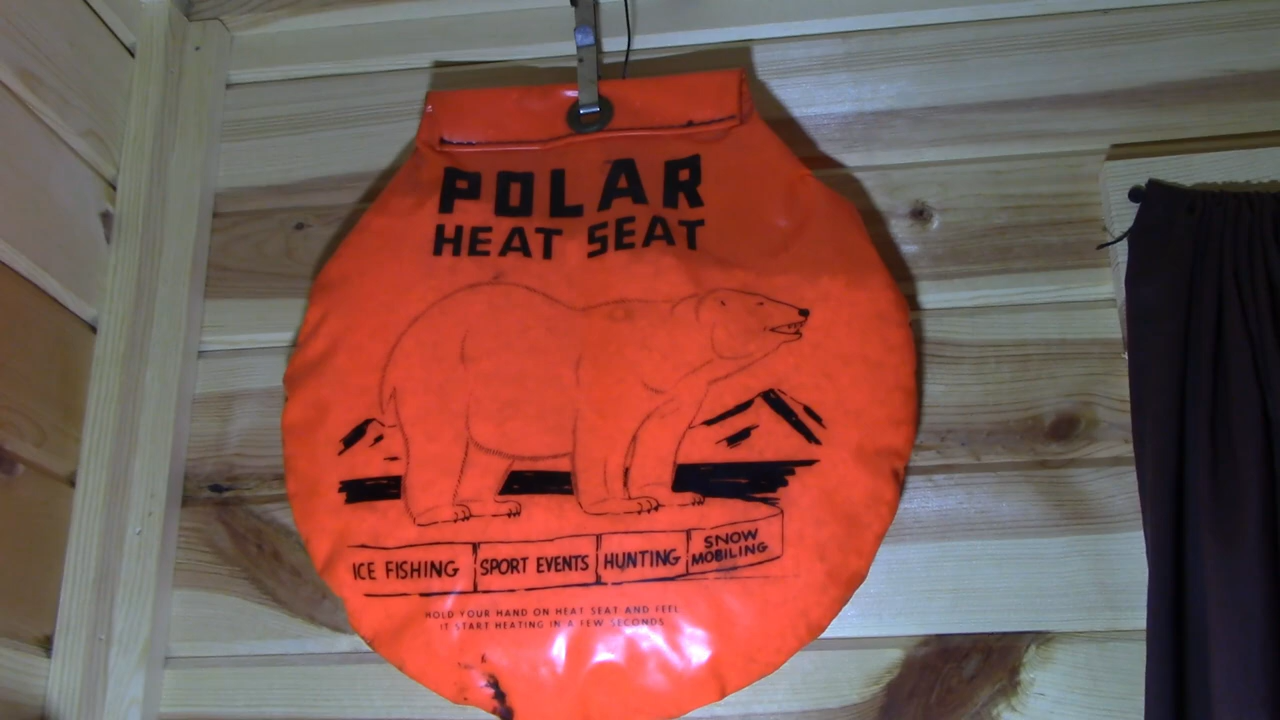 POLAR
HEAT SEAT
ICE FISHING SPORT EVENTS HUNTING SNOW MOBILING
HOLD YOUR HAND ON HEAT SEAT AND FEEL
IT START HEATING IN A FEW SECONDS